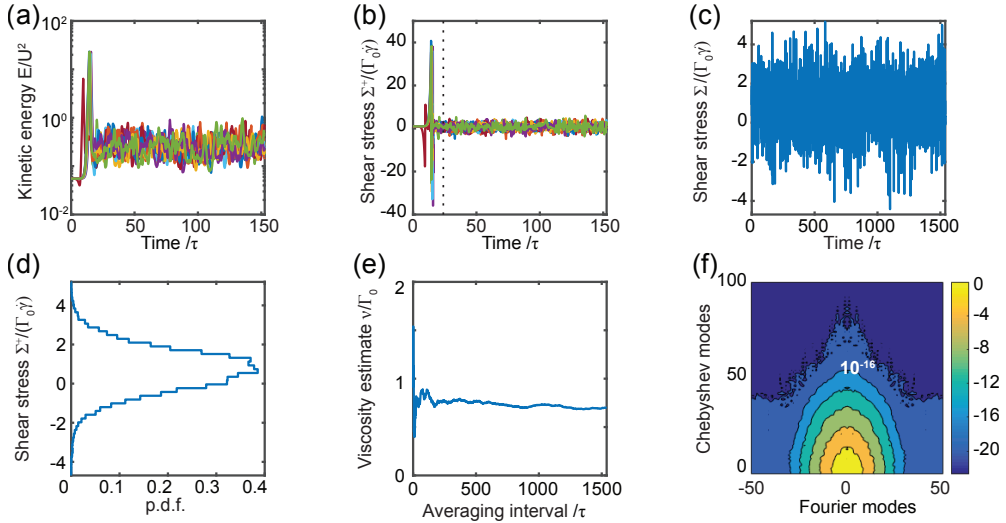 (a)
Kinetic energy E/U²
10²
10⁰
10⁻²
0 50 100 150
Time /τ
(b)
Shear stress Σ⁺/(Γ₀γ̇)
40
20
0
-20
-40
0 50 100 150
Time /τ
(c)
Shear stress Σ/(Γ₀γ̇)
4
2
0
-2
-4
0 500 1000 1500
Time /τ
(d)
Shear stress Σ⁺/(Γ₀γ̇)
4
2
0
-2
-4
0 0.1 0.2 0.3 0.4
p.d.f.
(e)
Viscosity estimate ν/Γ₀
2
1
0
0 500 1000 1500
Averaging interval /τ
(f)
Chebyshev modes
100
50
0
10⁻¹⁶
-50 0 50
Fourier modes
0
-4
-8
-12
-16
-20